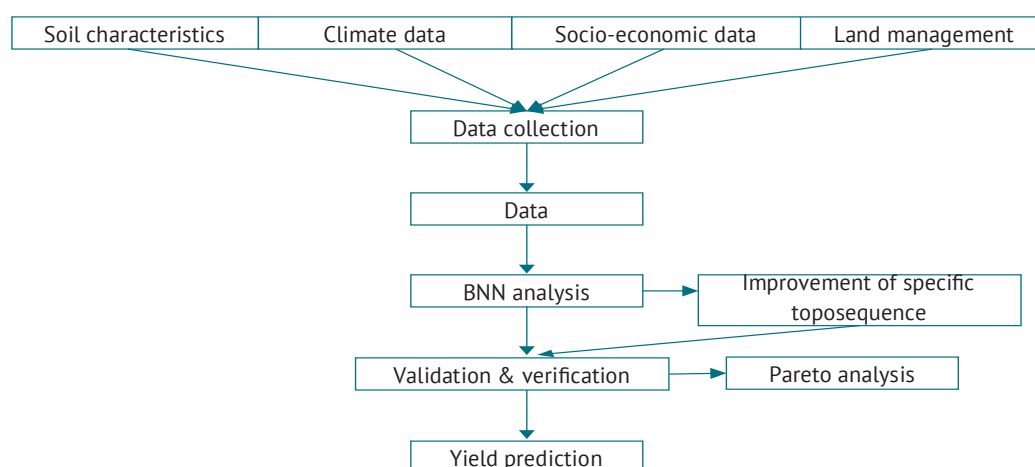 Soil characteristics
Climate data
Socio-economic data
Land management
Data collection
Data
BNN analysis
Improvement of specific
toposequence
Validation & verification
Pareto analysis
Yield prediction